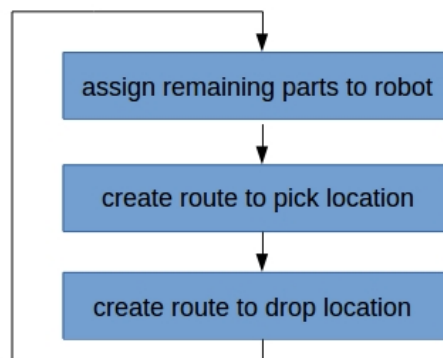 assign remaining parts to robot
create route to pick location
create route to drop location